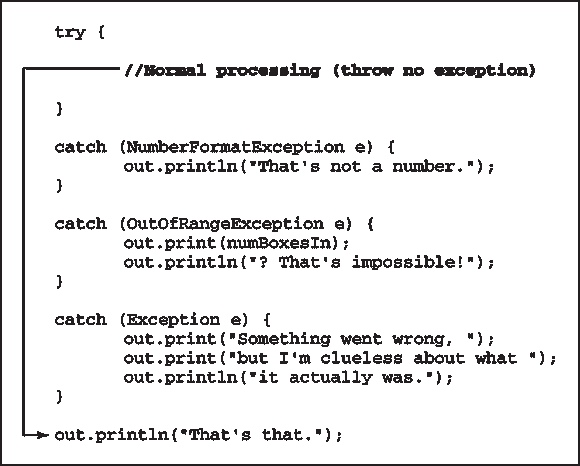 try {
//Normal processing (throw no exception)
}
catch (NumberFormatException e) {
out.println("That's not a number.");
}
catch (OutOfRangeException e) {
out.print(numBoxesIn);
out.println("? That's impossible!");
}
catch (Exception e) {
out.print("Something went wrong, ");
out.print("but I'm clueless about what ");
out.println("it actually was.");
}
out.println("That's that.");